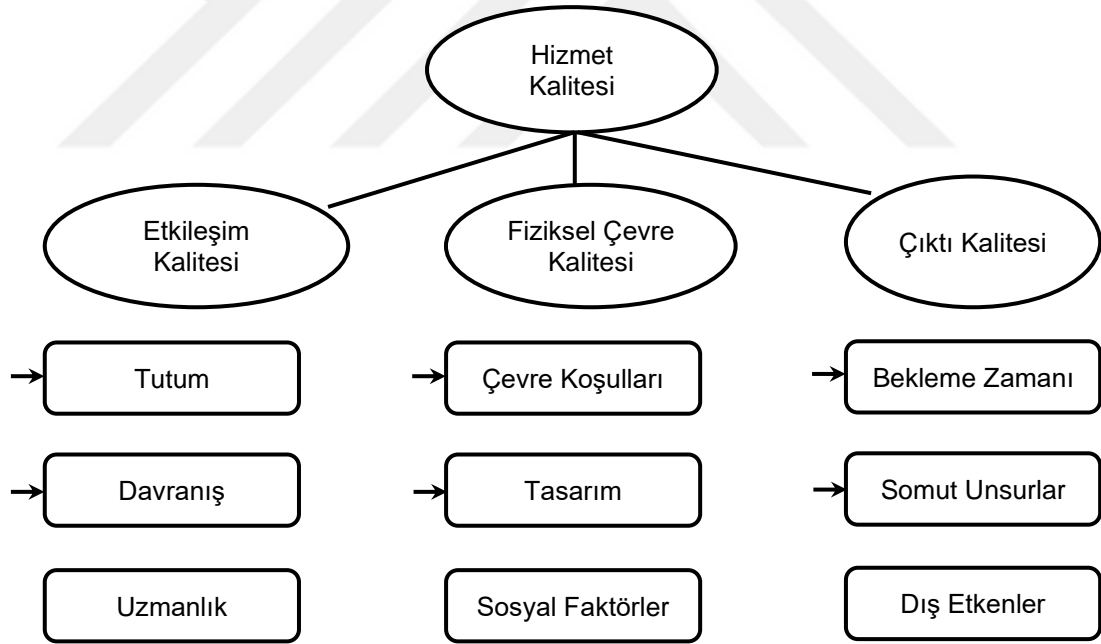 Hizmet
Kalitesi
Etkileşim
Kalitesi
Fiziksel Çevre
Kalitesi
Çıktı Kalitesi
Tutum
Çevre Koşulları
Bekleme Zamanı
Davranış
Tasarım
Somut Unsurlar
Uzmanlık
Sosyal Faktörler
Dış Etkenler